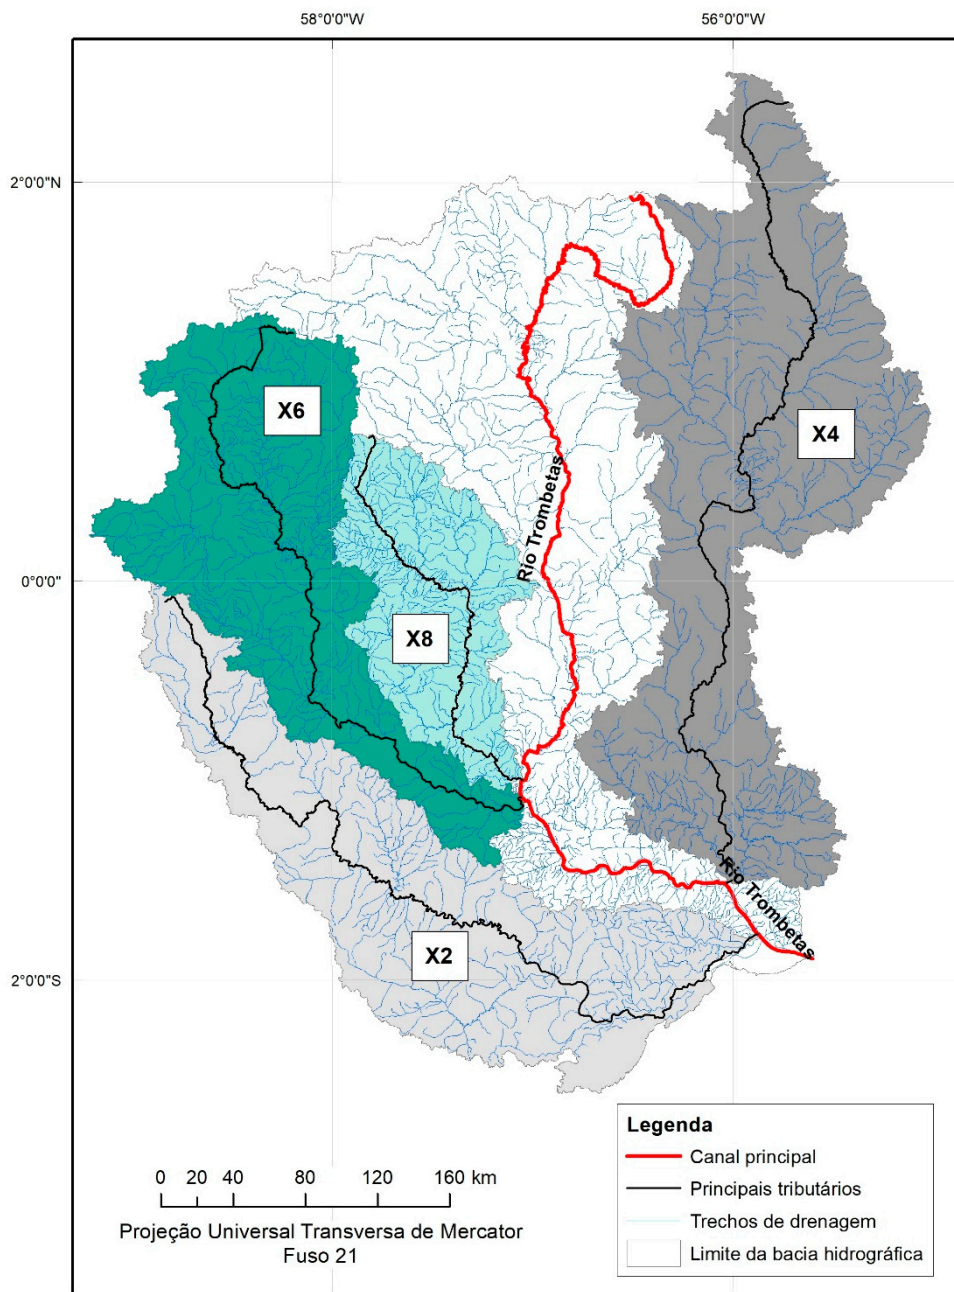 58°0'0"W
56°0'0"W
2°0'0"N
X6
X4
Rio Trombetas
0°0'0"
X8
Rio Trombetas
X2
2°0'0"S
Legenda
Canal principal
Principais tributários
Trechos de drenagem
Limite da bacia hidrográfica
0 20 40 80 120 160 km
Projeção Universal Transversa de Mercator
Fuso 21